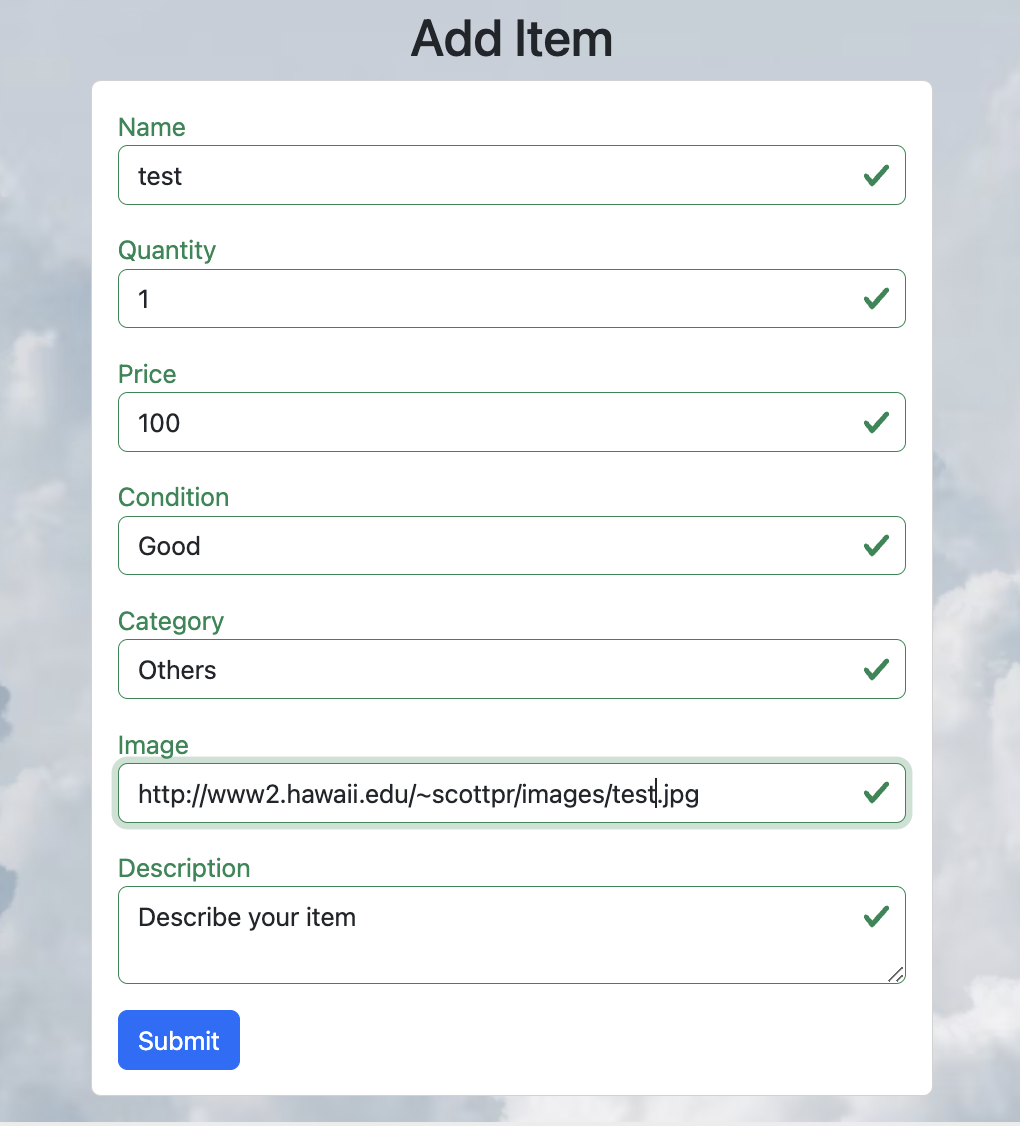 Add Item
Name
test
Quantity
1
Price
100
Condition
Good
Category
Others
Image
http://www2.hawaii.edu/~scottpr/images/test.jpg
Description
Describe your item
Submit